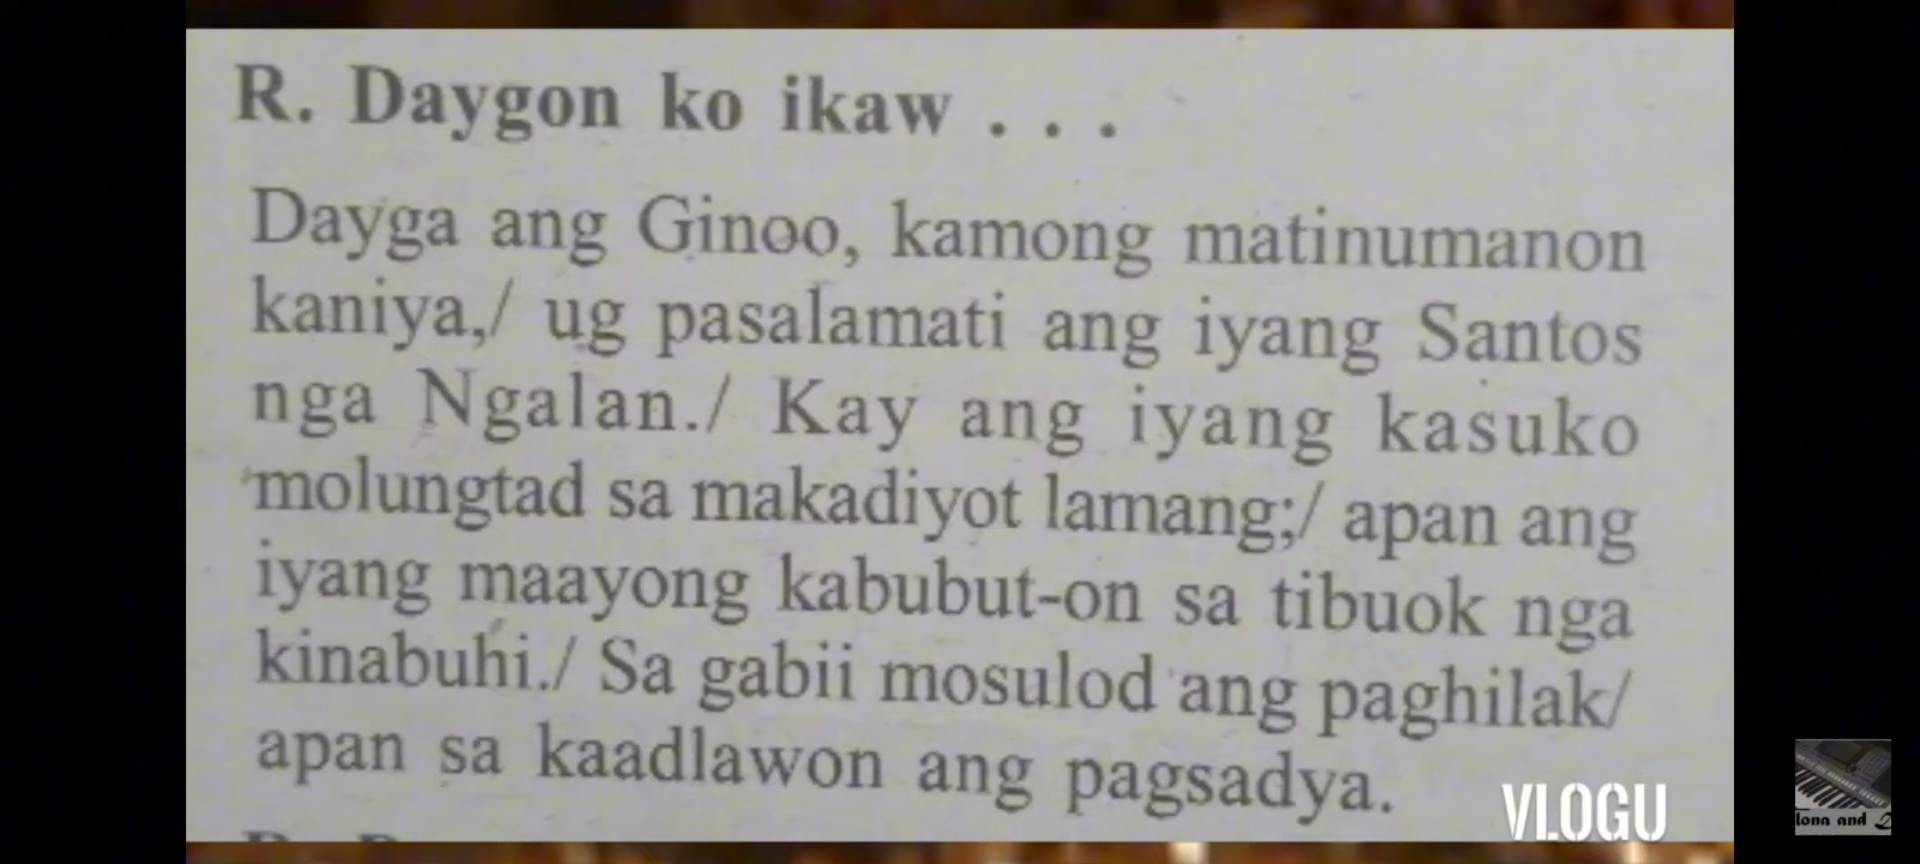 R. Daygon ko ikaw . . .
Dayga ang Ginoo, kamong matinumanon
kaniya,/ ug pasalamati ang iyang Santos
nga Ngalan./ Kay ang iyang kasuko
molungtad sa makadiyot lamang;/ apan ang
iyang maayong kabubut-on sa tibuok nga
kinabuhi./ Sa gabii mosulod ang paghilak/
apan sa kaadlawon ang pagsadya.
VLOGU
Tona and